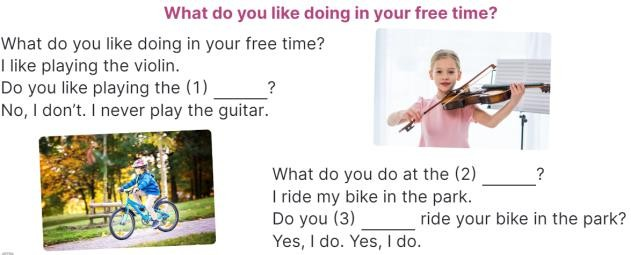 What do you like doing in your free time?
What do you like doing in your free time?
I like playing the violin.
Do you like playing the (1) ______?
No, I don't. I never play the guitar.
What do you do at the (2) ______?
I ride my bike in the park.
Do you (3) ______ ride your bike in the park?
Yes, I do. Yes, I do.